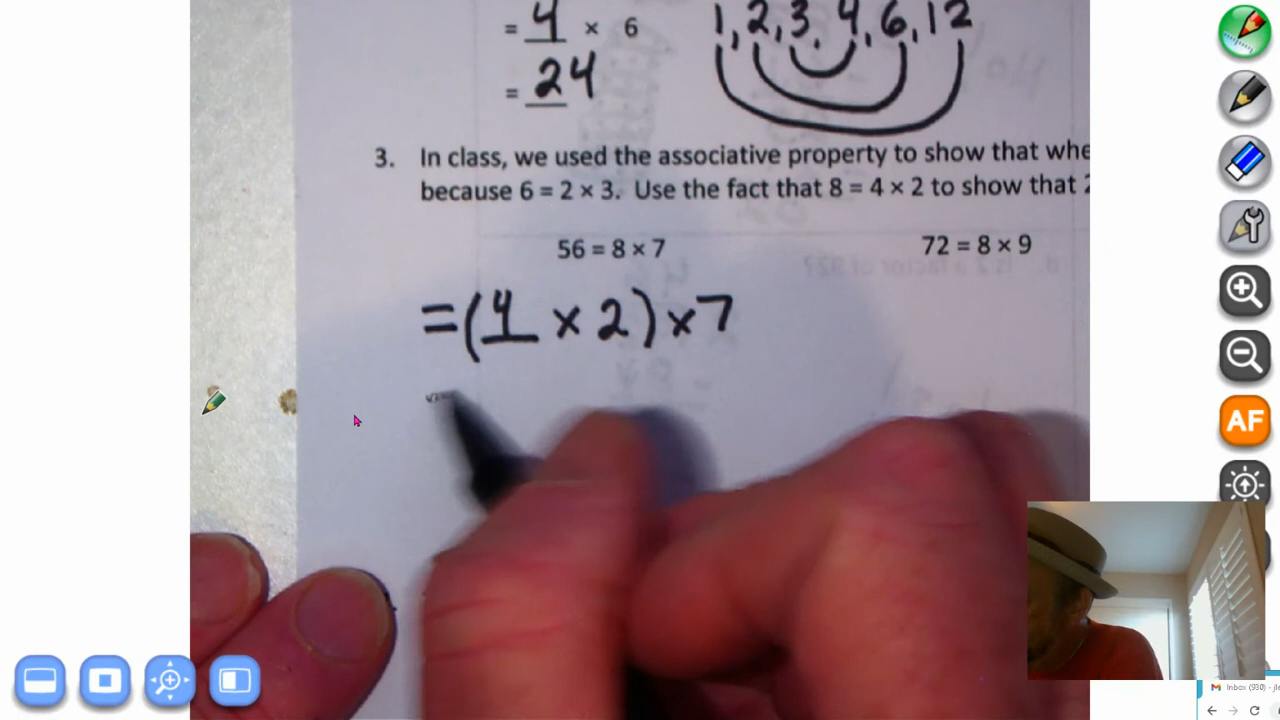 = 4 × 6
1, 2, 3, 4, 6, 12
= 24
3. In class, we used the associative property to show that
because 6 = 2 × 3. Use the fact that 8 = 4 × 2 to show that
56 = 8 × 7
72 = 8 × 9
= (4 × 2) × 7
AF
Inbox (930)